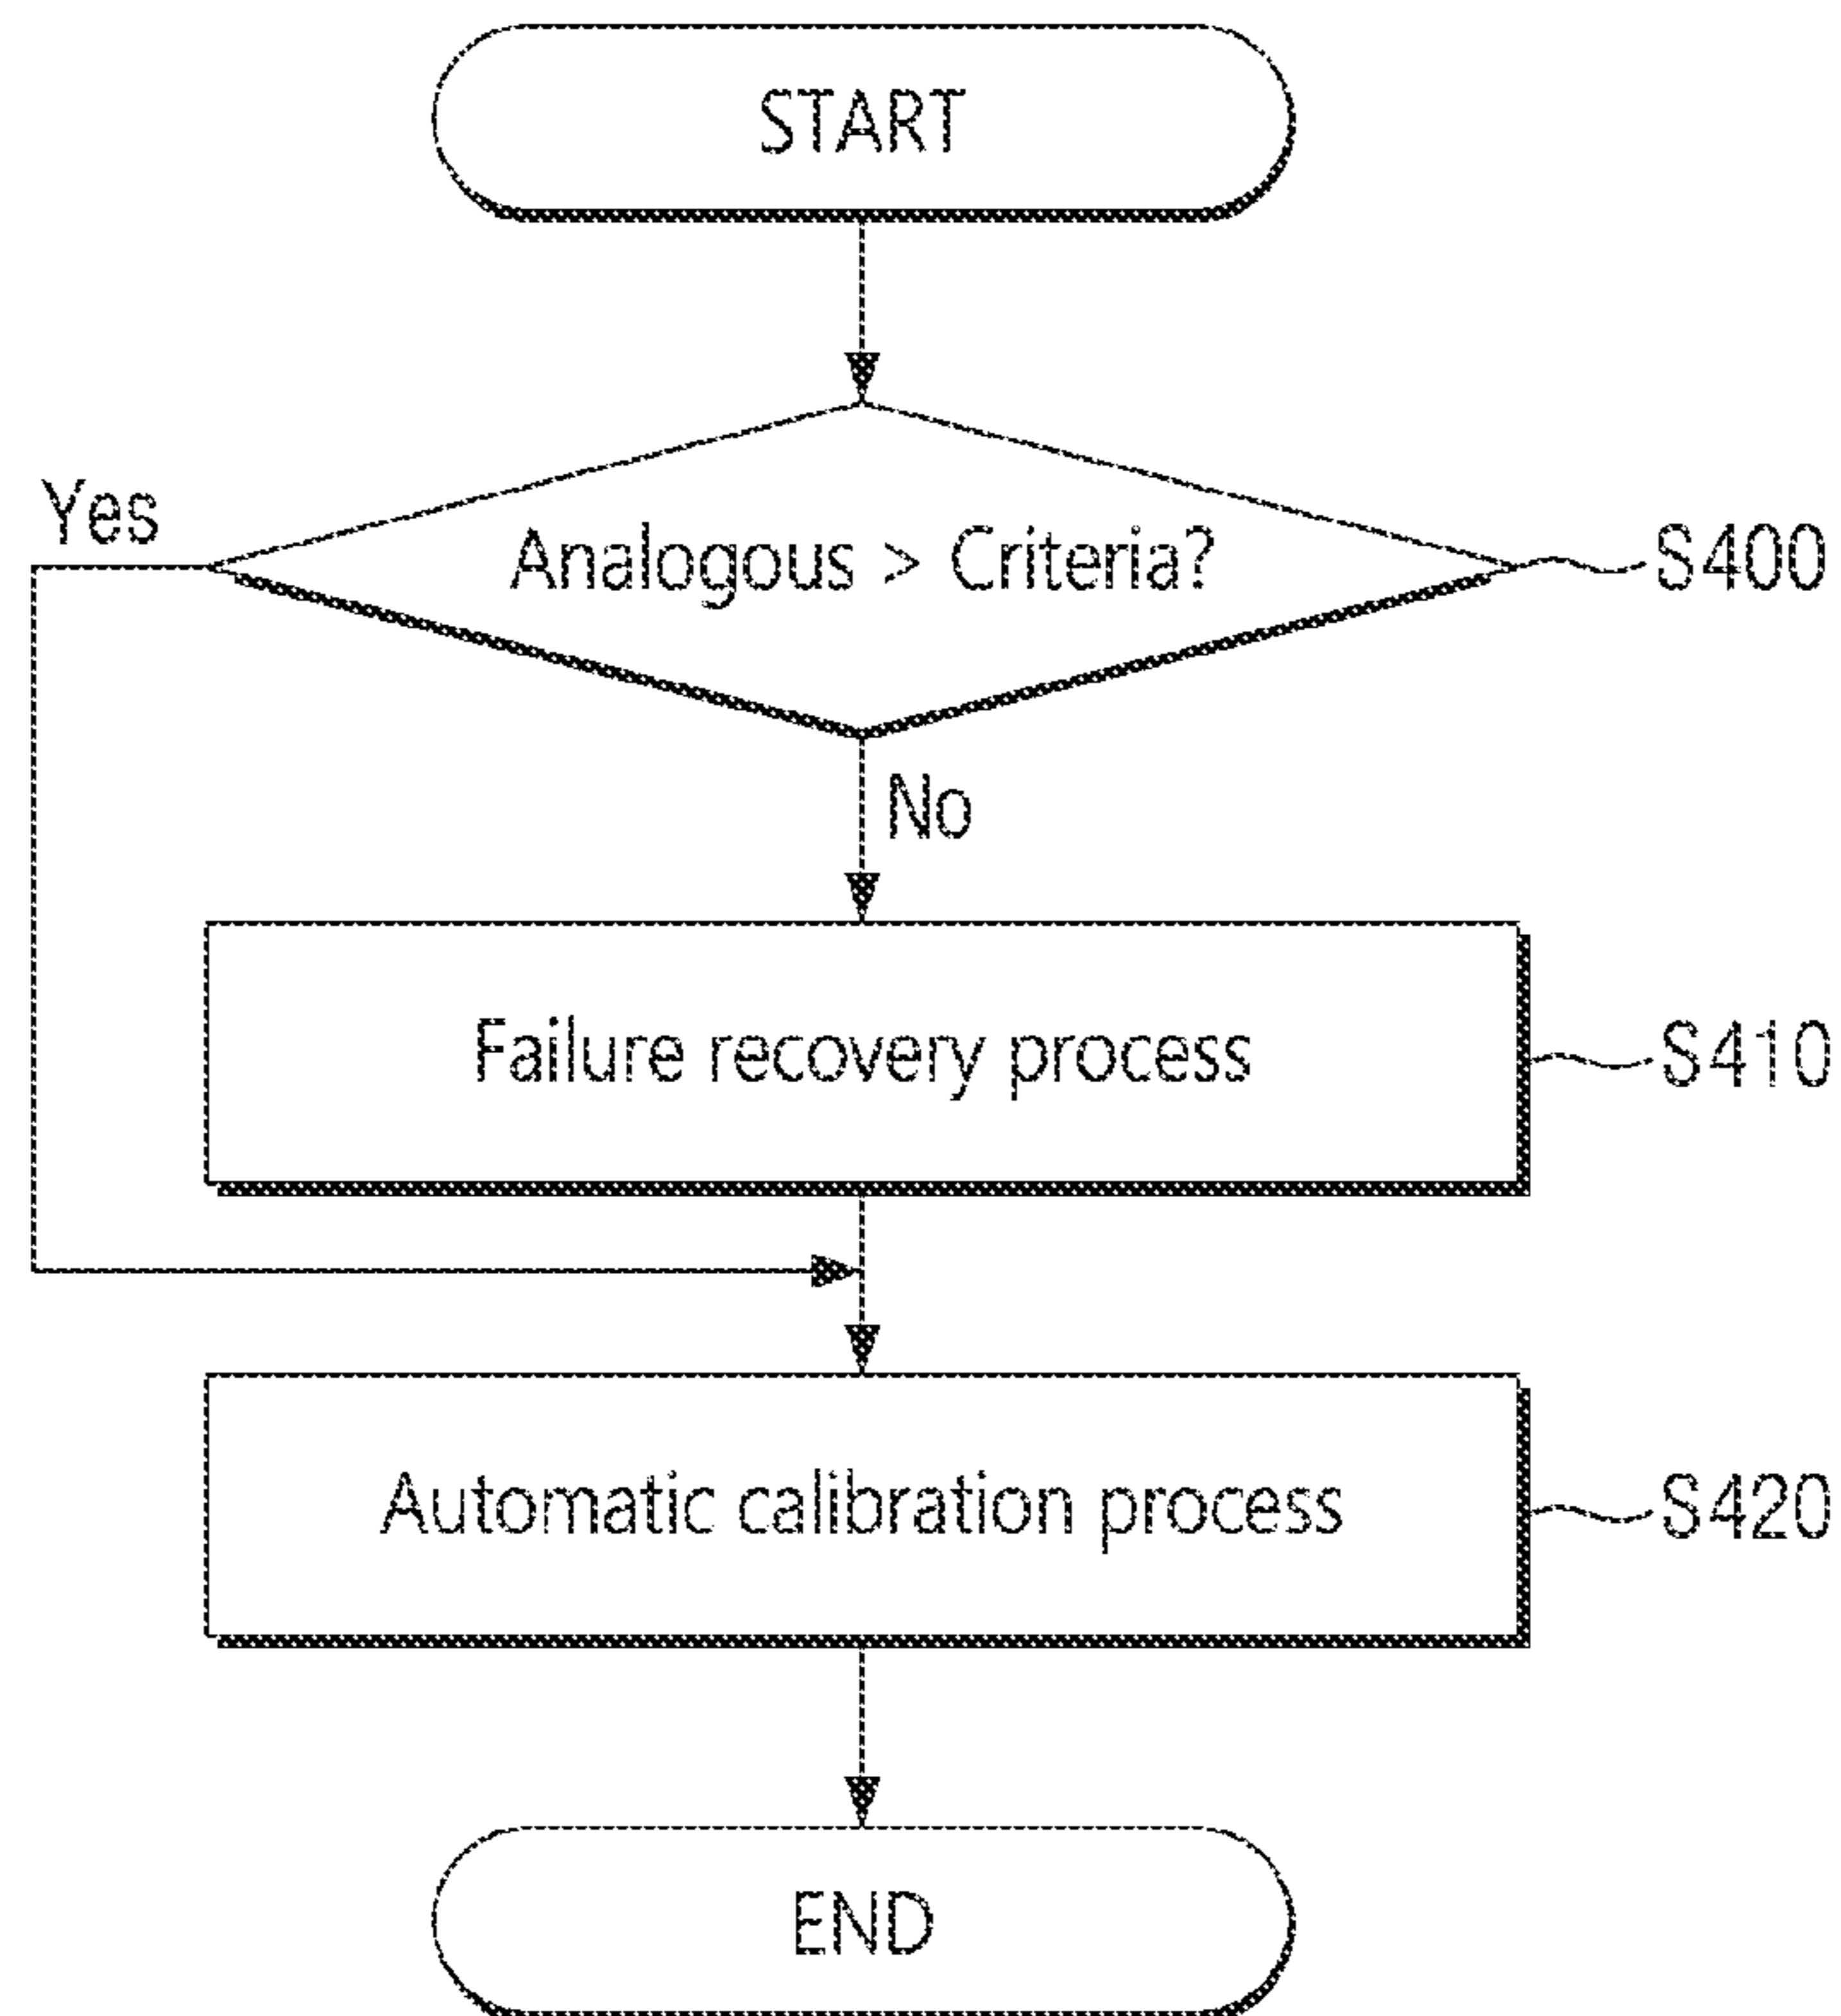 START
Yes
Analogous > Criteria?
S400
No
Failure recovery process
S410
Automatic calibration process
S420
END